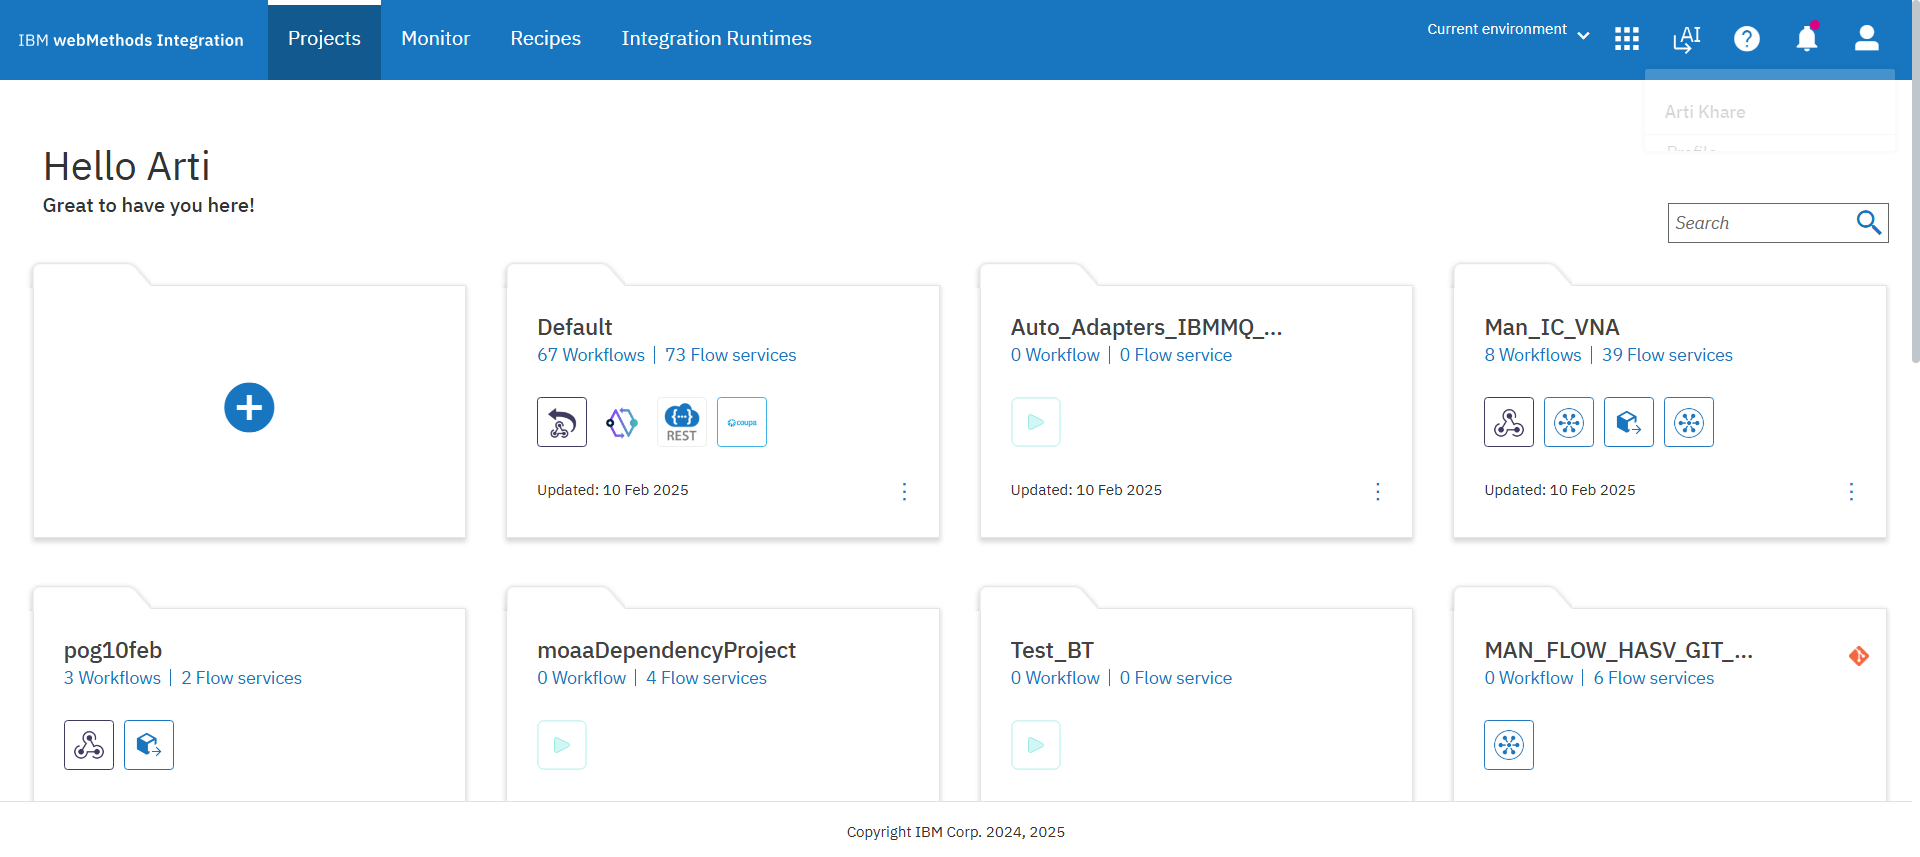 IBM webMethods Integration
Projects
Monitor
Recipes
Integration Runtimes
Current environment
AI
?
Arti Khare
Profile
Hello Arti
Great to have you here!
Search
Default
67 Workflows | 73 Flow services
REST
coupa
Updated: 10 Feb 2025
Auto_Adapters_IBMMQ_...
0 Workflow | 0 Flow service
Updated: 10 Feb 2025
Man_IC_VNA
8 Workflows | 39 Flow services
Updated: 10 Feb 2025
pog10feb
3 Workflows | 2 Flow services
moaaDependencyProject
0 Workflow | 4 Flow services
Test_BT
0 Workflow | 0 Flow service
MAN_FLOW_HASV_GIT_...
0 Workflow | 6 Flow services
Copyright IBM Corp. 2024, 2025